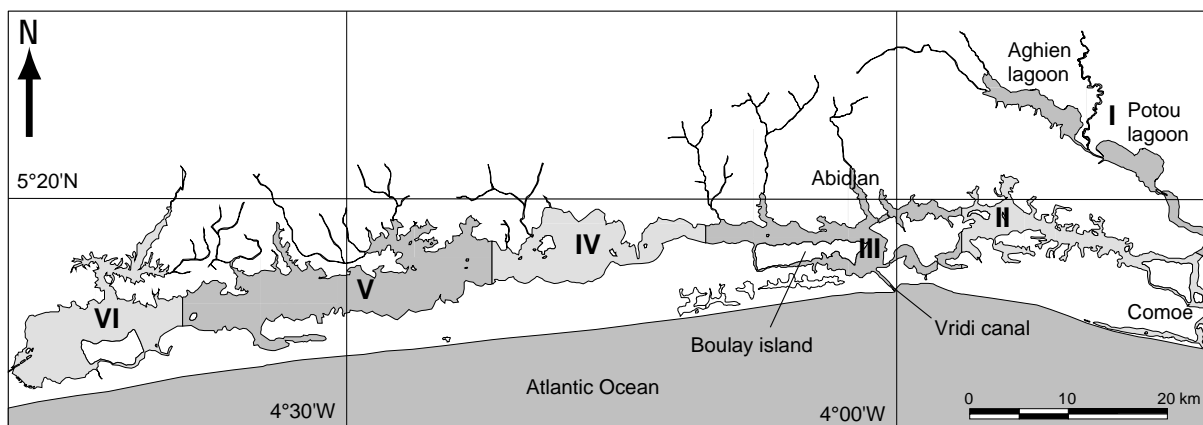 N
Aghien
lagoon
I
Potou
lagoon
5°20'N
Abidjan
II
IV
III
V
VI
Comoé
Vridi canal
Boulay island
Atlantic Ocean
4°30'W
4°00'W
0 10 20 km